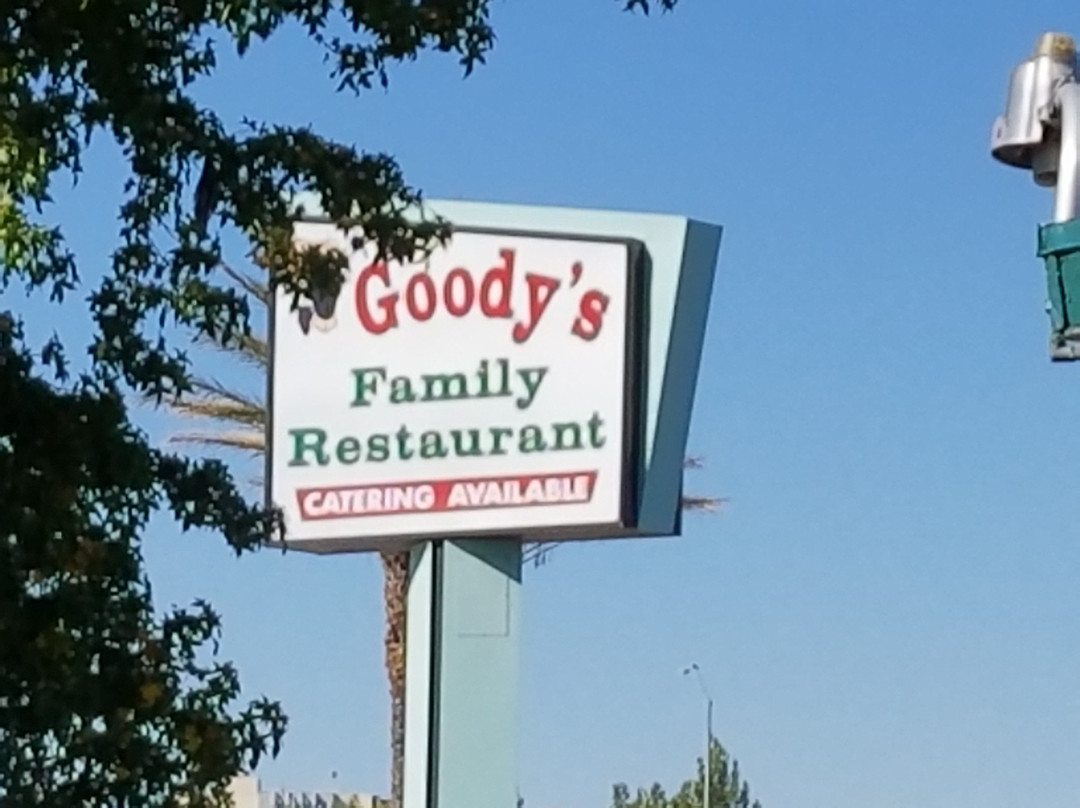 Goody's
Family
Restaurant
CATERING AVAILABLE